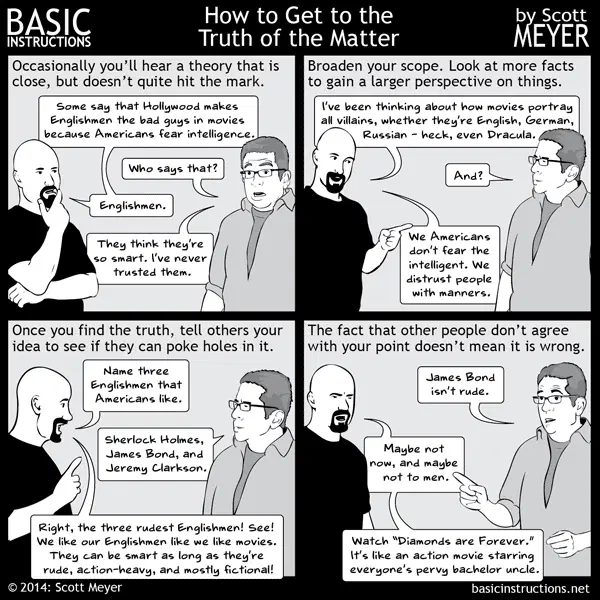 BASIC
INSTRUCTIONS
How to Get to the
Truth of the Matter
by Scott
MEYER
Occasionally you'll hear a theory that is
close, but doesn't quite hit the mark.
Some say that Hollywood makes
Englishmen the bad guys in movies
because Americans fear intelligence.
Who says that?
Englishmen.
They think they're
so smart. I've never
trusted them.
Broaden your scope. Look at more facts
to gain a larger perspective on things.
I've been thinking about how movies portray
all villains, whether they're English, German,
Russian - heck, even Dracula.
And?
We Americans
don't fear the
intelligent. We
distrust people
with manners.
Once you find the truth, tell others your
idea to see if they can poke holes in it.
Name three
Englishmen that
Americans like.
Sherlock Holmes,
James Bond, and
Jeremy Clarkson.
Right, the three rudest Englishmen! See!
We like our Englishmen like we like movies.
They can be smart as long as they're
rude, action-heavy, and mostly fictional!
The fact that other people don't agree
with your point doesn't mean it is wrong.
James Bond
isn't rude.
Maybe not
now, and maybe
not to men.
Watch "Diamonds are Forever."
It's like an action movie starring
everyone's pervy bachelor uncle.
© 2014: Scott Meyer
basicinstructions.net